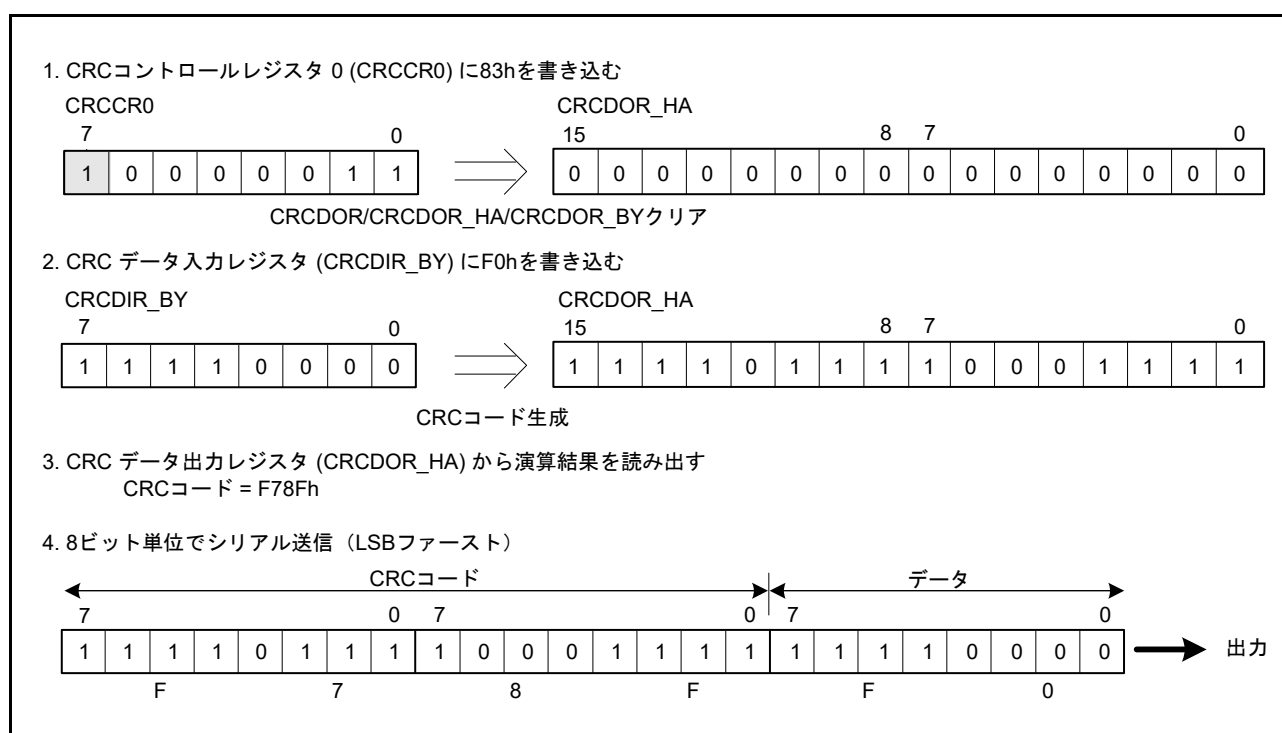 1. CRCコントロールレジスタ 0 (CRCCR0) に83hを書き込む
CRCCR0 CRCDOR_HA
7 0 15 8 7 0
1 0 0 0 0 0 1 1 0 0 0 0 0 0 0 0 0 0 0 0 0 0 0 0
CRCDOR/CRCDOR_HA/CRCDOR_BYクリア
2. CRC データ入力レジスタ (CRCDIR_BY) にF0hを書き込む
CRCDIR_BY CRCDOR_HA
7 0 15 8 7 0
1 1 1 1 0 0 0 0 1 1 1 1 0 1 1 1 1 0 0 0 1 1 1 1
CRCコード生成
3. CRC データ出力レジスタ (CRCDOR_HA) から演算結果を読み出す
CRCコード = F78Fh
4. 8ビット単位でシリアル送信（LSBファースト）
CRCコード データ
7 0 7 0 7 0
1 1 1 1 0 1 1 1 1 0 0 0 1 1 1 1 1 1 1 1 0 0 0 0 出力
F 7 8 F F 0